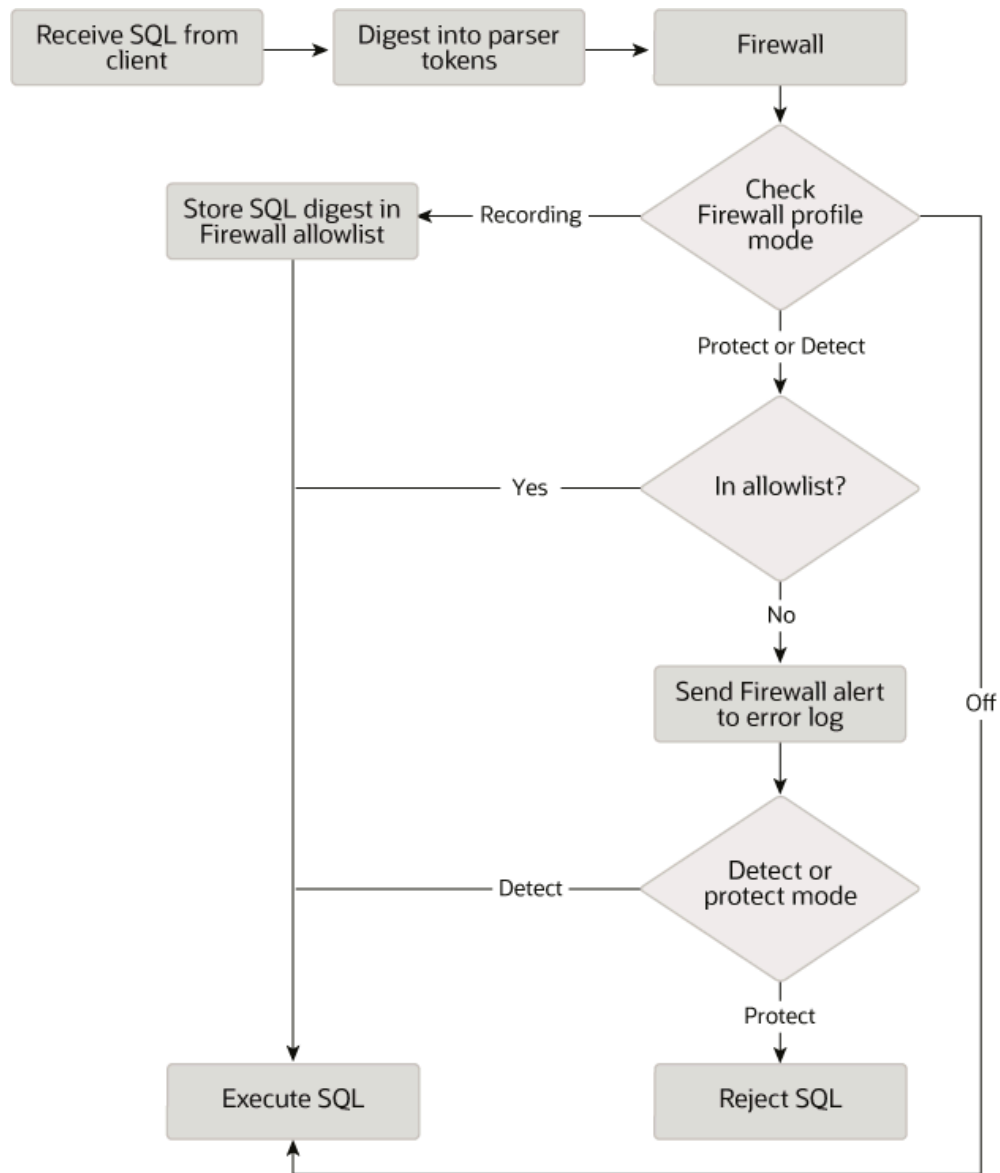 Receive SQL from
client
Digest into parser
tokens
Firewall
Check
Firewall profile
mode
Recording
Store SQL digest in
Firewall allowlist
Protect or Detect
In allowlist?
Yes
No
Send Firewall alert
to error log
Off
Detect or
protect mode
Detect
Protect
Execute SQL
Reject SQL